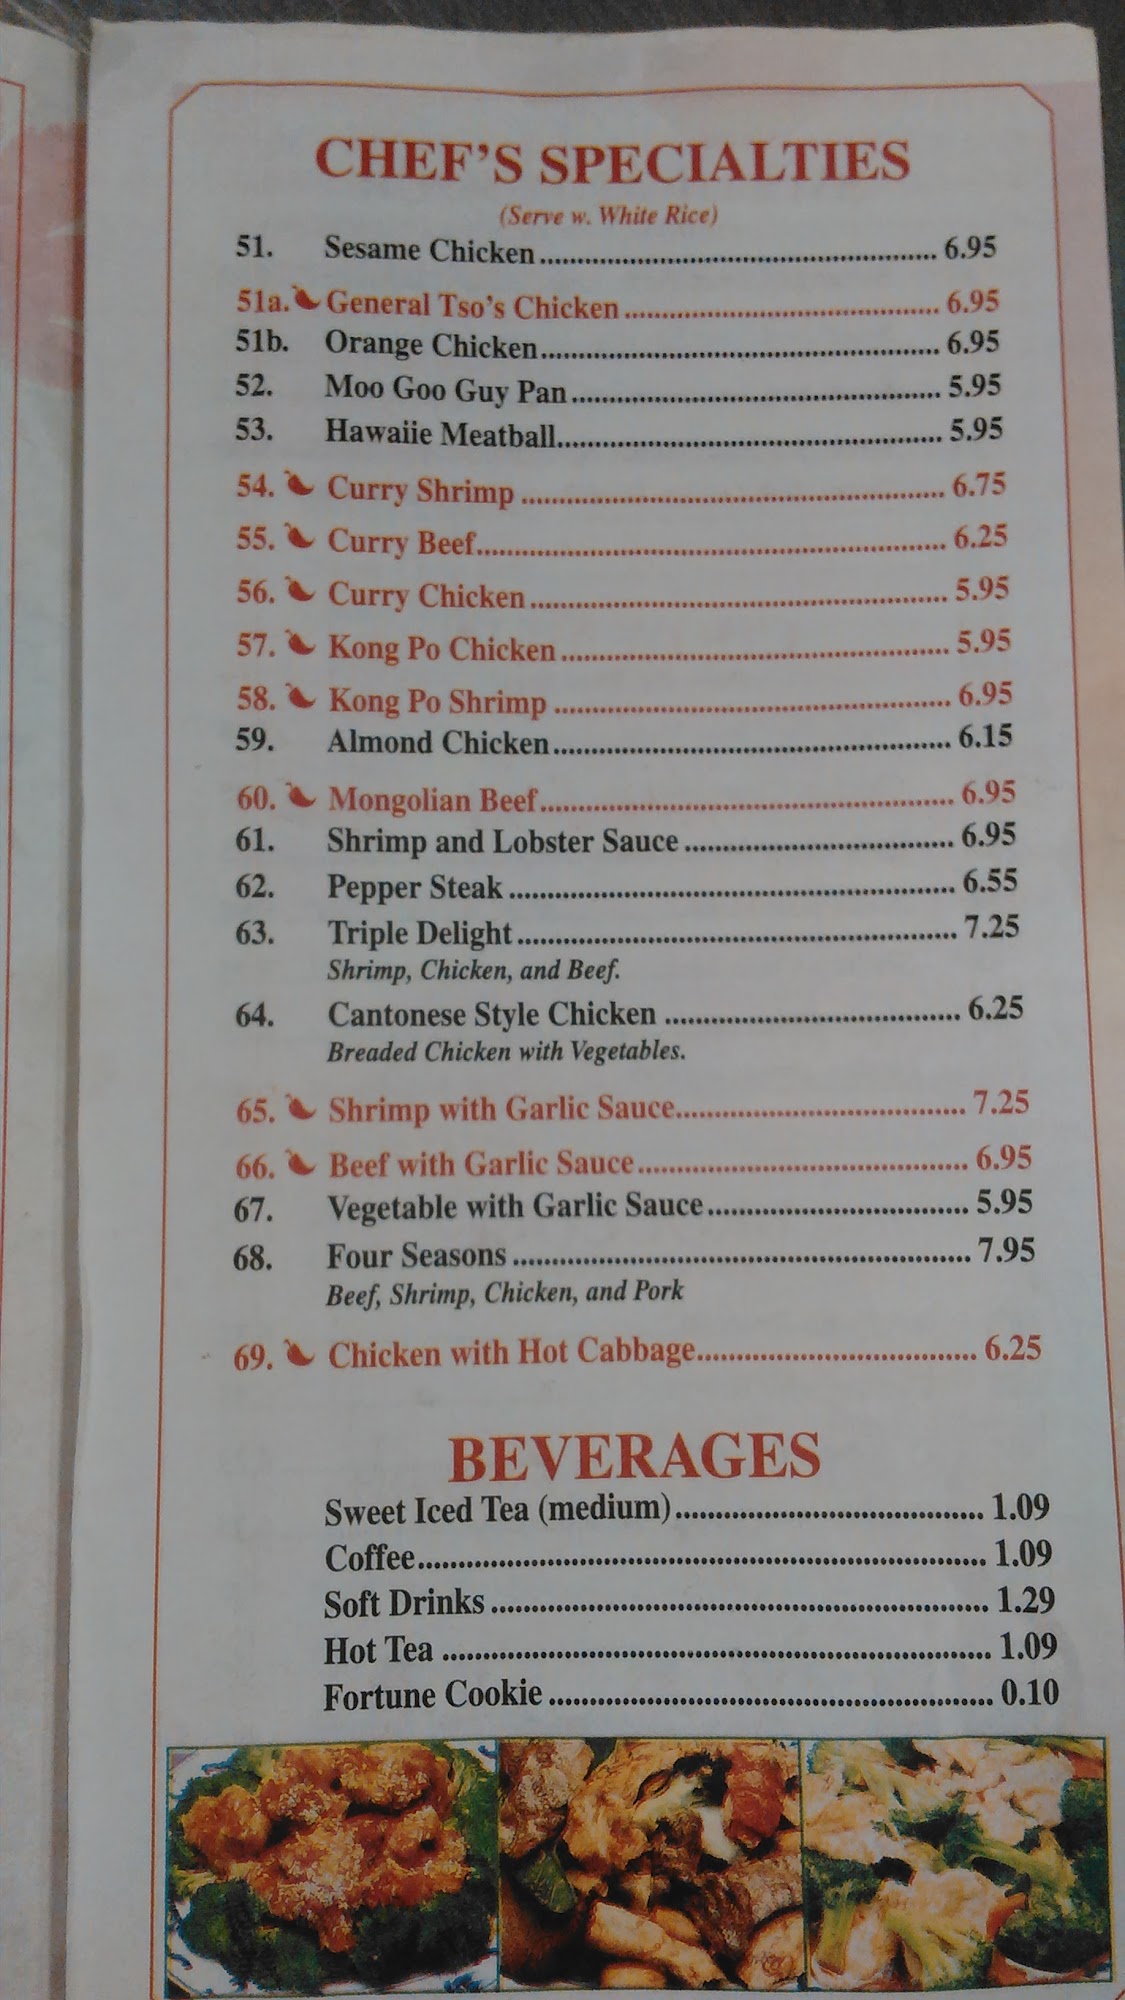 CHEF'S SPECIALTIES
(Serve w. White Rice)
51. Sesame Chicken 6.95
51a. General Tso's Chicken 6.95
51b. Orange Chicken 6.95
52. Moo Goo Guy Pan 5.95
53. Hawaiie Meatball 5.95
54. Curry Shrimp 6.75
55. Curry Beef 6.25
56. Curry Chicken 5.95
57. Kong Po Chicken 5.95
58. Kong Po Shrimp 6.95
59. Almond Chicken 6.15
60. Mongolian Beef 6.95
61. Shrimp and Lobster Sauce 6.95
62. Pepper Steak 6.55
63. Triple Delight 7.25
Shrimp, Chicken, and Beef.
64. Cantonese Style Chicken 6.25
Breaded Chicken with Vegetables.
65. Shrimp with Garlic Sauce 7.25
66. Beef with Garlic Sauce 6.95
67. Vegetable with Garlic Sauce 5.95
68. Four Seasons 7.95
Beef, Shrimp, Chicken, and Pork
69. Chicken with Hot Cabbage 6.25
BEVERAGES
Sweet Iced Tea (medium) 1.09
Coffee 1.09
Soft Drinks 1.29
Hot Tea 1.09
Fortune Cookie 0.10